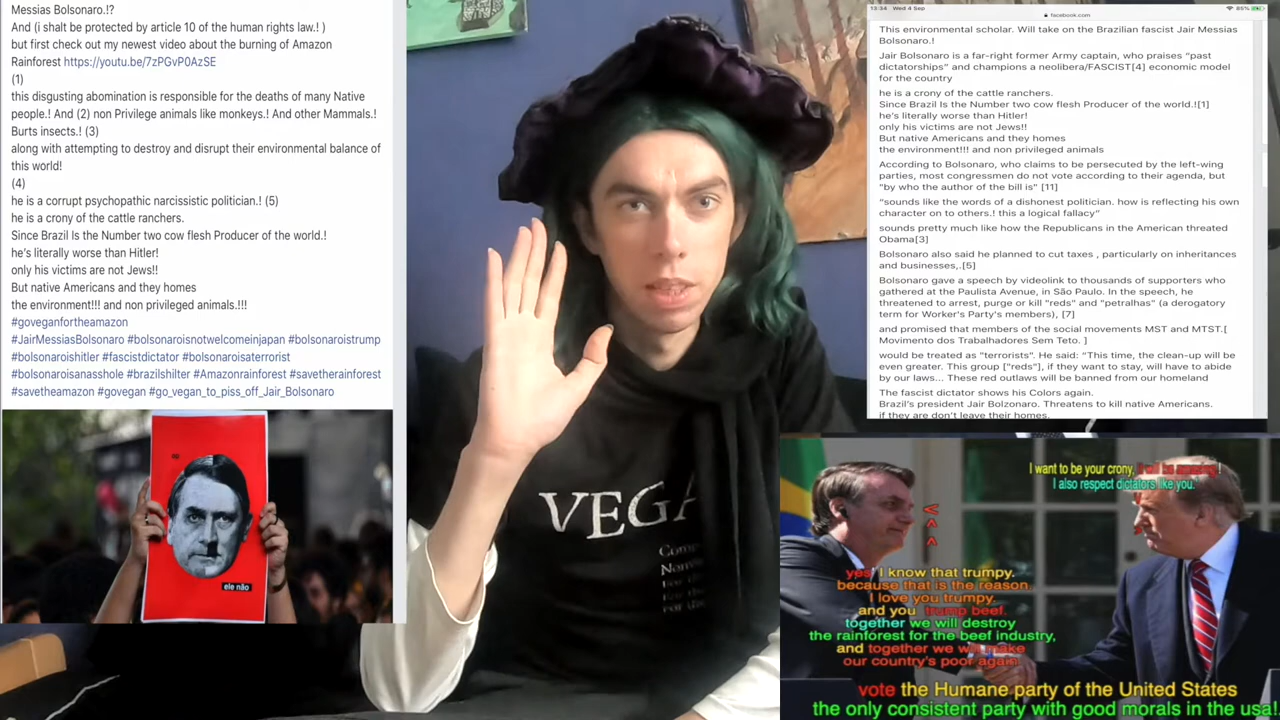 Messias Bolsonaro.!?
And (i shalt be protected by article 10 of the human rights law.! )
but first check out my newest video about the burning of Amazon
Rainforest https://youtu.be/7zPGvP0IAzSE
(1)
this disgusting abomination is responsible for the deaths of many Native
people.! And (2) non Privilege animals like monkeys.! And other Mammals.!
Burts insects.! (3)
along with attempting to destroy and disrupt their envinmental balance of
this world!
(4)
He is a corrupt psychopathic narcissistic politician.! (5)
he is a crony of the cattle ranchers.
Since Brazil Is the Number two cow flesh Producer of the world.!
he's literally worse than Hitler!
only his victims are not Jews!!
But native Americans and they homes
the environment!!! and non privileged animals.!!!
#goveganfortheamazon
#JairMessiasBolsonaro #bolsonaroisnotwelcomeinjapan #bolsonaroistrump
#bolsonaroishitler #fascistdictator #bolsonaroisaterrorist
#bolsonaroisanasshole #brazilshilter #Amazonrainforest #savetherainforest
#savetheamazon #govegan #go_vegan_to_piss_off_Jair_Bolsonaro
ele não
VEGA
13:34 Wed 4 Sep
85%
facebook.com
This environmental scholar. Will take on the Brazilian fascist Jair Messias
Bolsonaro.!
Jair Bolsonaro is a far-right former Army captain, who praises “past
dictatorships” and champions a neolibera/FASCIST[4] economic model
for the country
he is a crony of the cattle ranchers.
Since Brazil Is the Number two cow flesh Producer of the world.![1]
he's literally worse than Hitler!
only his victims are not Jews!!
But native Americans and they homes
the environment!!! and non privileged animals
According to Bolsonaro, who claims to be persecuted by the left-wing
parties, most congressmen do not vote according to their agenda, but
"by who the author of the bill is" [11]
“sounds like the words of a dishonest politician. how is reflecting his own
character on to others.! this a logical fallacy”
sounds pretty much like how the Republicans in the American threated
Obama[3]
Bolsonaro also said he planned to cut taxes , particularly on inheritances
and businesses,.[5]
Bolsonaro gave a speech by videolink to thousands of supporters who
gathered at the Paulista Avenue, in São Paulo. In the speech, he
threatened to arrest, purge or kill "reds" and "petralhas" (a derogatory
term for Worker's Party's members), [7]
and promised that members of the social movements MST and MTST.[
Movimento dos Trabalhadores Sem Teto. ]
would be treated as "terrorists". He said: “This time, the clean-up will be
even greater. This group ["reds"], if they want to stay, will have to abide
by our laws... These red outlaws will be banned from our homeland
The fascist dictator shows his Colors again.
Brazil's president Jair Bolzonaro. Threatens to kill native Americans.
if they are don't leave their homes.
I want to be your crony,
I also respect dictators like you."
<
^
^
yes! I know that trumpy.
because that is the reason.
I love you trumpy.
and you trump beef.
together we will destroy
the rainforest for the beef industry,
and together we will make
our country's poor again.
vote the Humane party of the United States
the only consistent party with good morals in the usa!